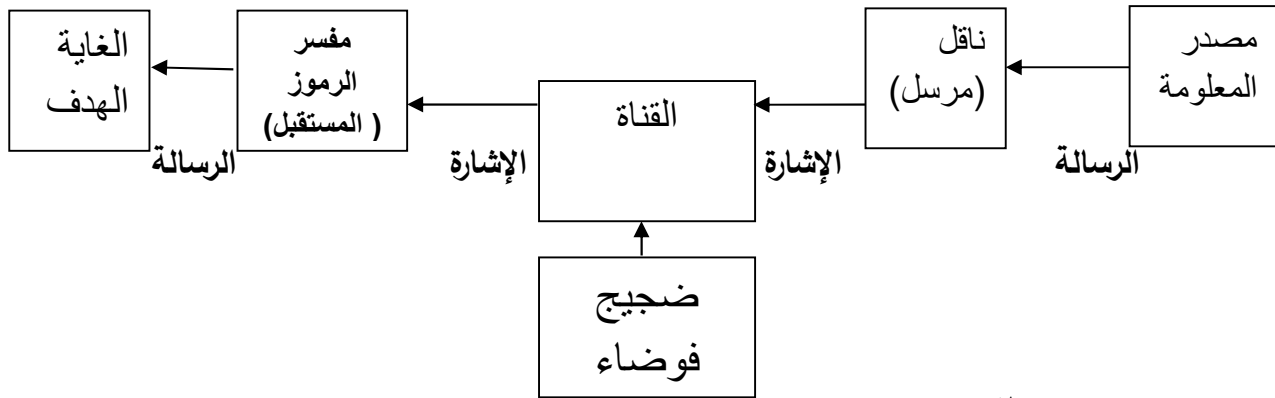 مصدر
المعلومة
الرسالة
ناقل
(مرسل)
الإشارة
القناة
ضجيج
فوضاء
الإشارة
مفسر
الرموز
( المستقبل)
الرسالة
الغاية
الهدف